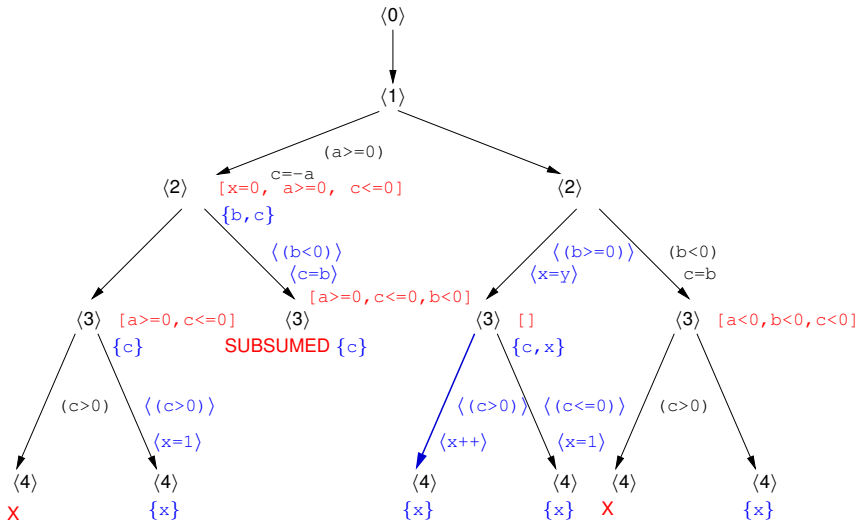 ⟨0⟩
⟨1⟩
(a>=0)
c=-a
⟨2⟩ [x=0, a>=0, c<=0]
{b,c}
⟨2⟩
⟨(b<0)⟩
⟨c=b⟩
⟨(b>=0)⟩
⟨x=y⟩
(b<0)
c=b
⟨3⟩ [a>=0,c<=0]
{c}
[a>=0,c<=0,b<0]
⟨3⟩
SUBSUMED {c}
⟨3⟩ []
{c,x}
⟨3⟩ [a<0,b<0,c<0]
(c>0)
⟨(c>0)⟩
⟨x=1⟩
⟨(c>0)⟩
⟨x++⟩
⟨(c<=0)⟩
⟨x=1⟩
(c>0)
⟨4⟩
X
⟨4⟩
{x}
⟨4⟩
{x}
⟨4⟩
{x}
⟨4⟩
X
⟨4⟩
{x}